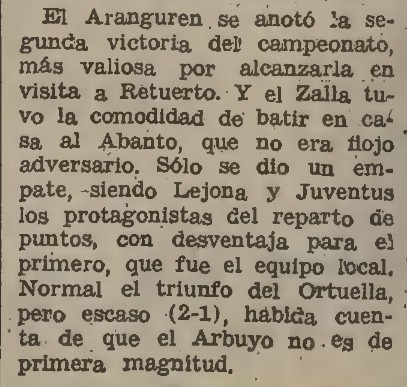 El Aranguren se anotó la se-
gunda victoria del campeonato,
más valiosa por alcanzarla en
visita a Retuerto. Y el Zalla tu-
vo la comodidad de batir en ca-
sa al Abanto, que no era flojo
adversario. Sólo se dio un em-
pate, siendo Lejona y Juventus
los protagonistas del reparto de
puntos, con desventaja para el
primero, que fue el equipo local.
Normal el triunfo del Ortuella,
pero escaso (2-1), habida cuen-
ta de que el Arbuyo no es de
primera magnitud.